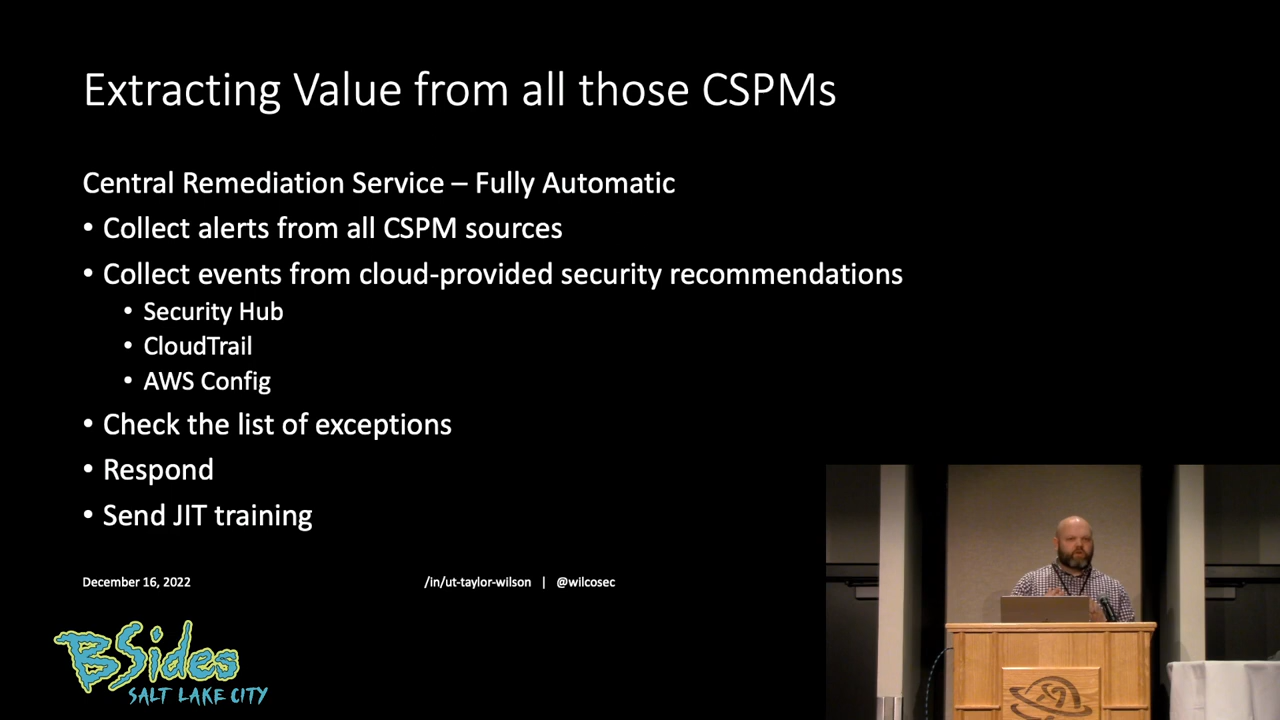 Extracting Value from all those CSPMs
Central Remediation Service – Fully Automatic
• Collect alerts from all CSPM sources
• Collect events from cloud-provided security recommendations
• Security Hub
• CloudTrail
• AWS Config
• Check the list of exceptions
• Respond
• Send JIT training
December 16, 2022
/in/ut-taylor-wilson | @wilcosec
BSides
SALT LAKE CITY